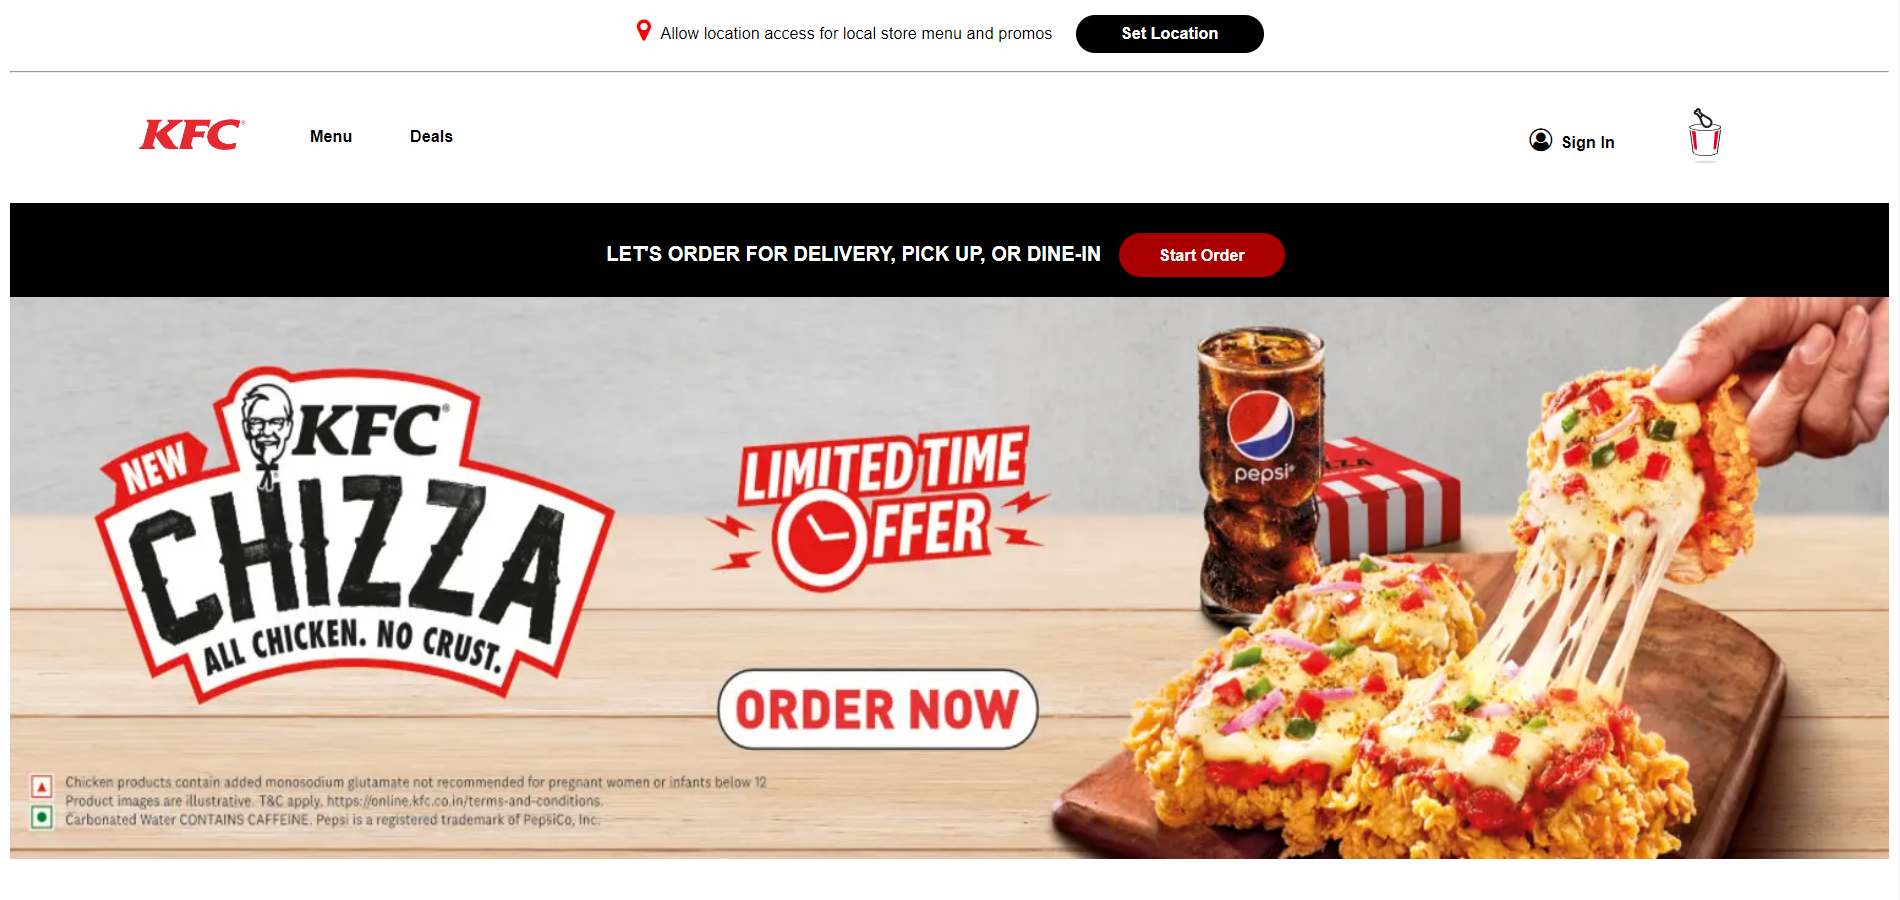 Allow location access for local store menu and promos
Set Location
KFC®
Menu
Deals
Sign In
LET'S ORDER FOR DELIVERY, PICK UP, OR DINE-IN
Start Order
NEW
KFC®
CHIZZA
ALL CHICKEN. NO CRUST.
LIMITED TIME
OFFER
ORDER NOW
pepsi®
Chicken products contain added monosodium glutamate not recommended for pregnant women or infants below 12
Product images are illustrative. T&C apply, https://online.kfc.co.in/terms-and-conditions.
Carbonated Water CONTAINS CAFFEINE. Pepsi is a registered trademark of PepsiCo, Inc.